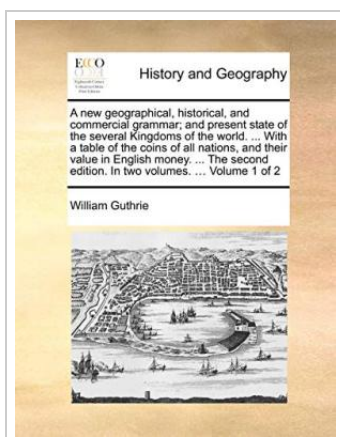 ECCO
History and Geography
A new geographical, historical, and
commercial grammar; and present state of
the several Kingdoms of the world. ... With
a table of the coins of all nations, and their
value in English money. ... The second
edition. In two volumes. ... Volume 1 of 2
William Guthrie